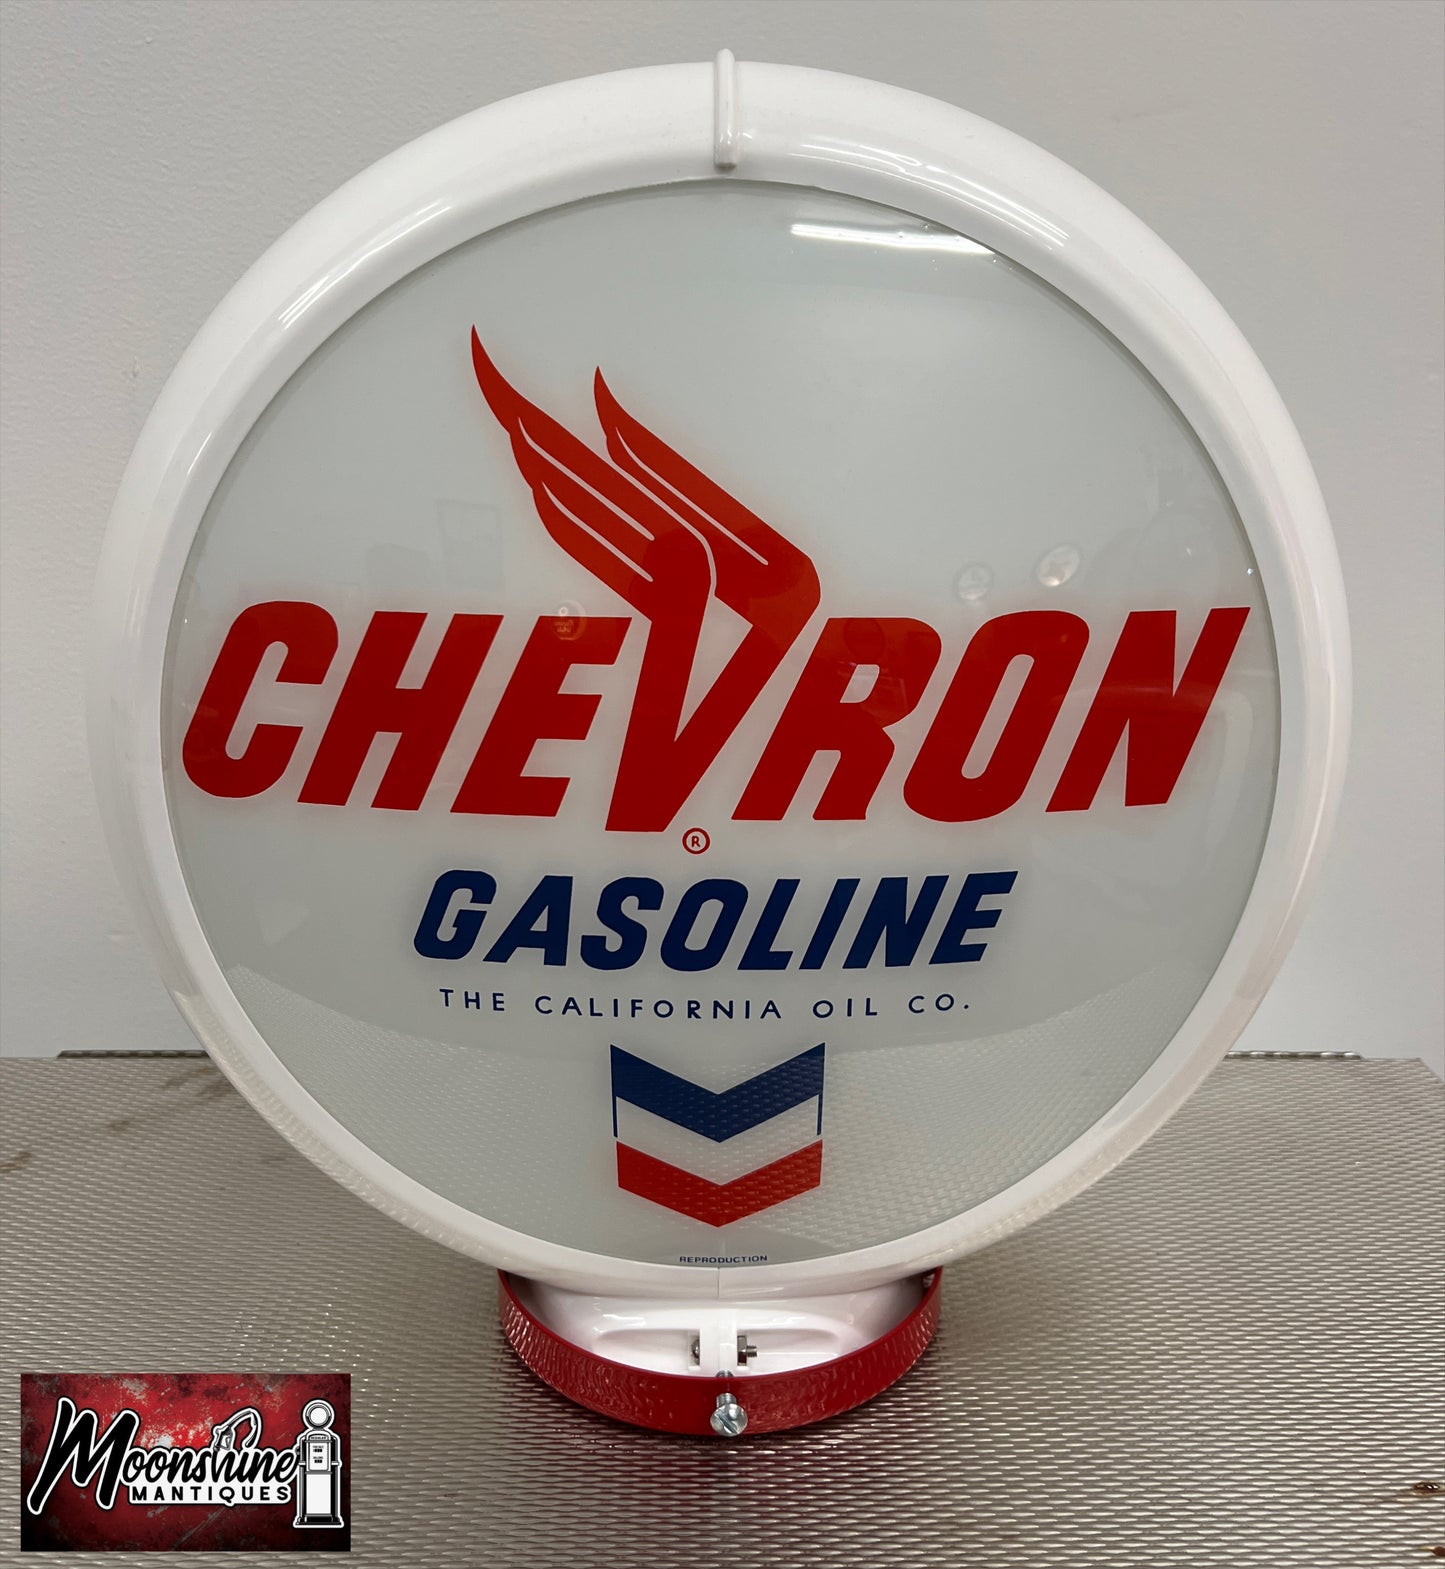 CHEVRON
®
GASOLINE
THE CALIFORNIA OIL CO.
REPRODUCTION
Moonshine
MANTIQUES